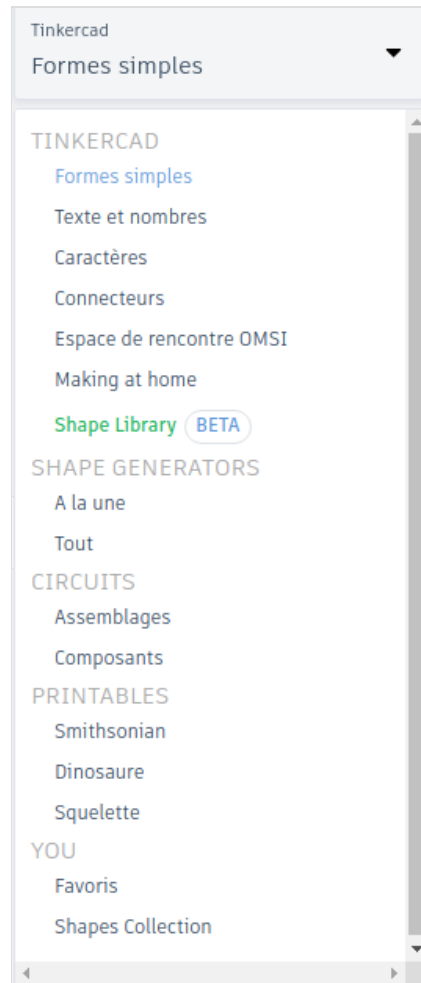 Tinkercad
Formes simples
TINKERCAD
Formes simples
Texte et nombres
Caractères
Connecteurs
Espace de rencontre OMSI
Making at home
Shape Library BETA
SHAPE GENERATORS
A la une
Tout
CIRCUITS
Assemblages
Composants
PRINTABLES
Smithsonian
Dinosaure
Squelette
YOU
Favoris
Shapes Collection